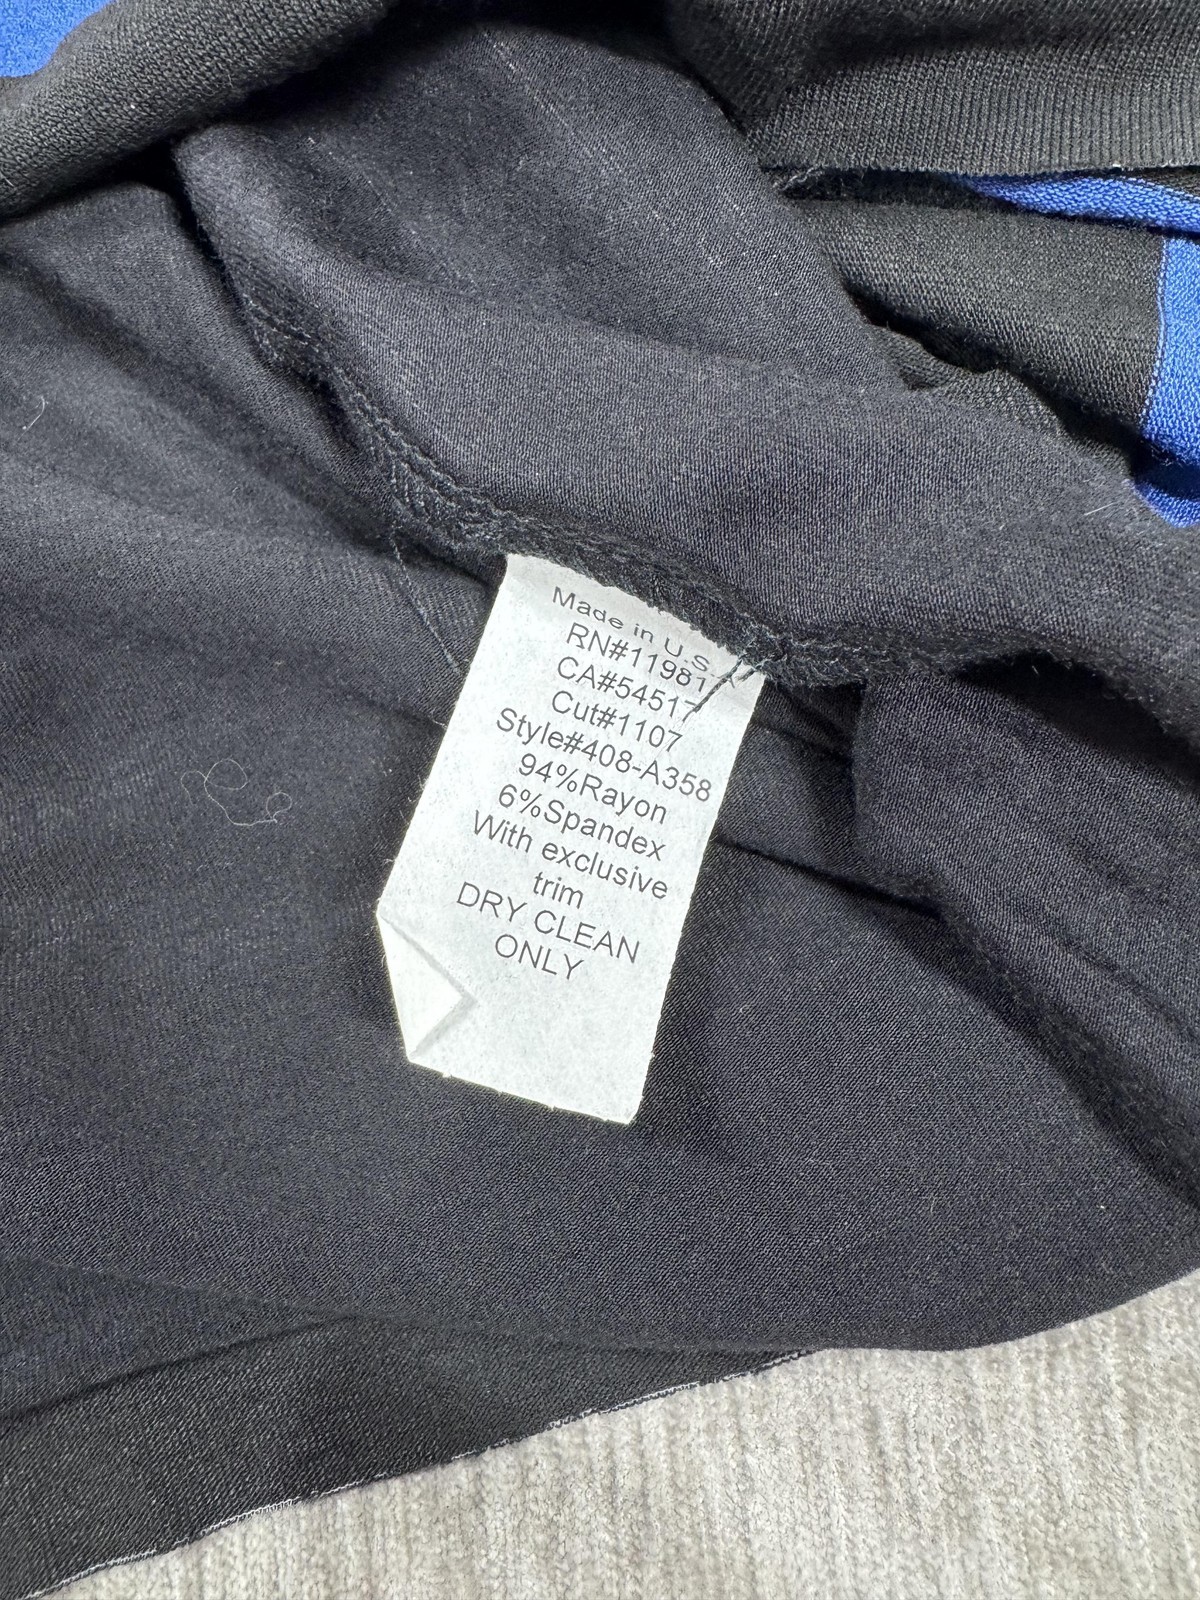 Made in U.S.A
RN#11981
CA#54517
Cut#1107
Style#408-A358
94%Rayon
6%Spandex
With exclusive
trim
DRY CLEAN
ONLY